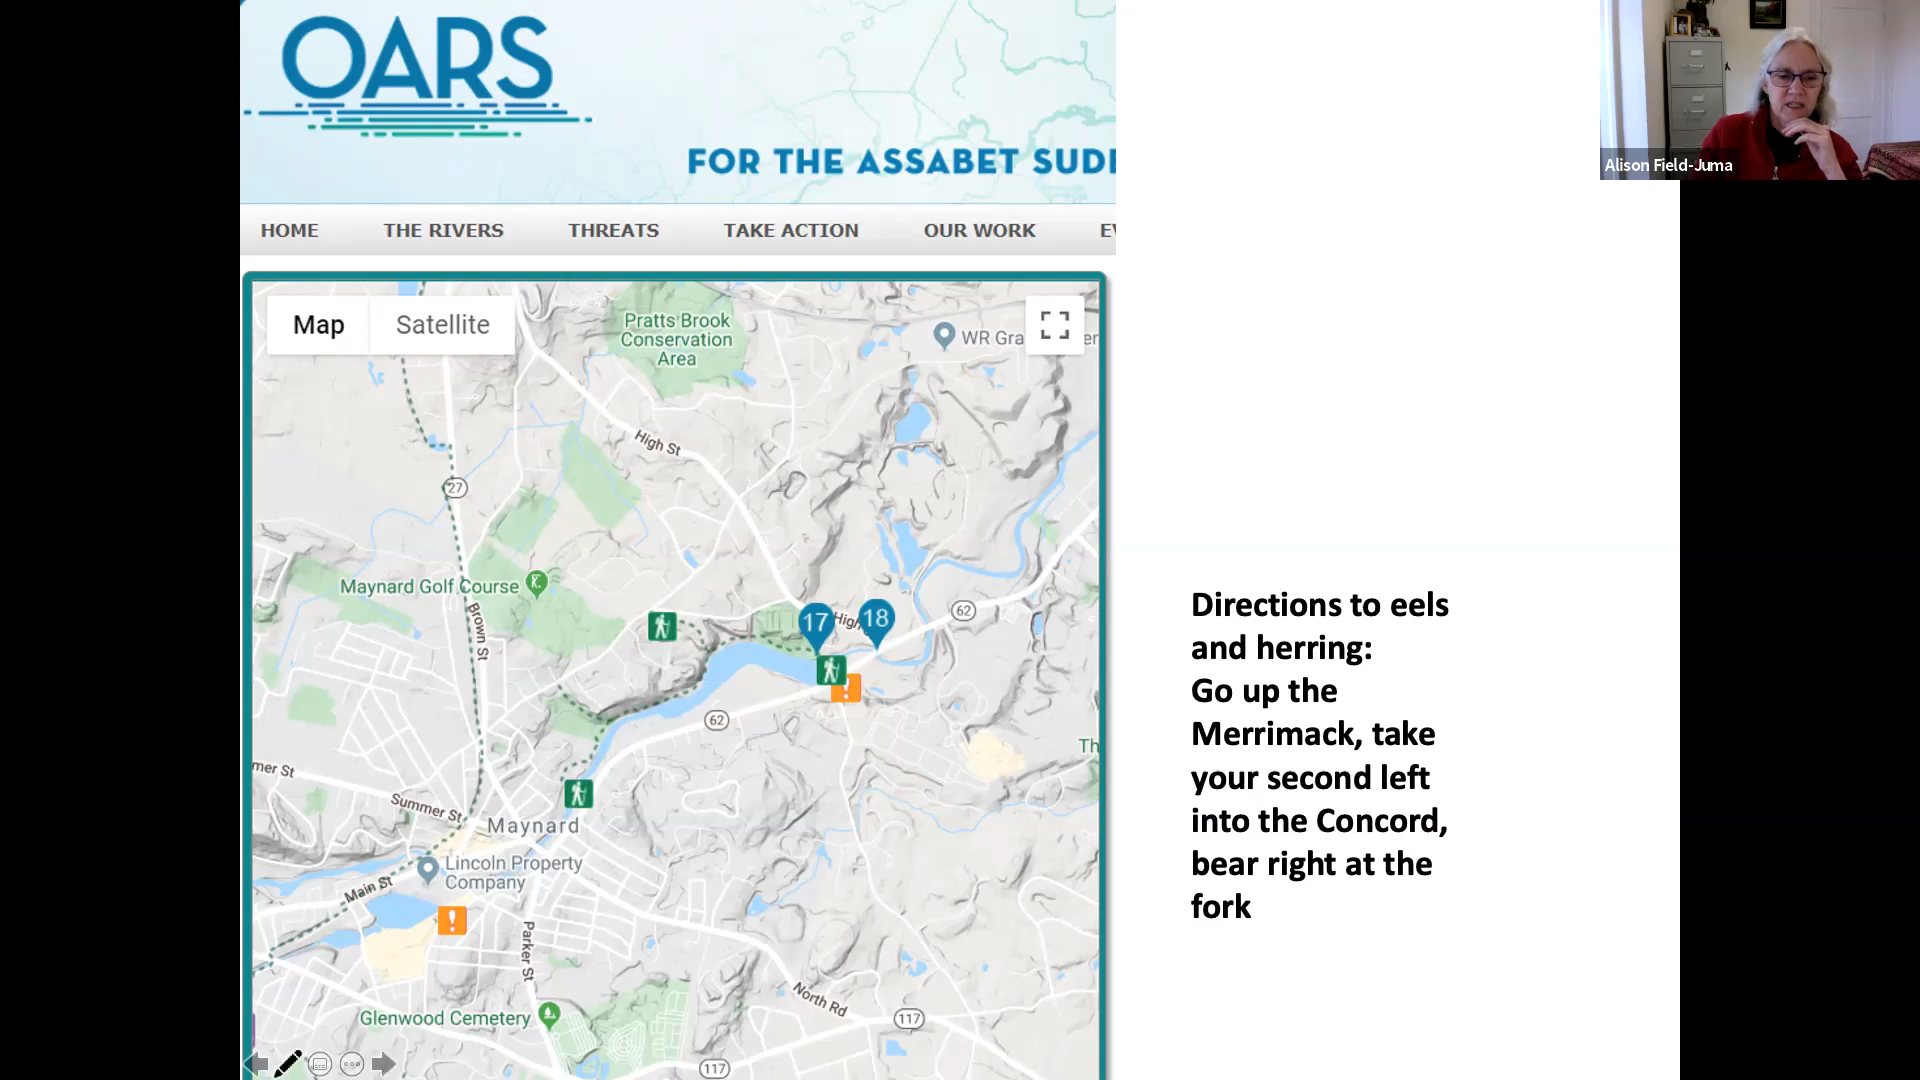 OARS
FOR THE ASSABET SUD
HOME THE RIVERS THREATS TAKE ACTION OUR WORK
Alison Field-Juma
Map Satellite
Pratts Brook
Conservation
Area
WR Gra
er
High St
27
Maynard Golf Course
Brown St
17
High
18
62
62
Th
mer St
Summer St
Maynard
Lincoln Property
Company
Main St
Parker St
North Rd
Glenwood Cemetery
117
117
Directions to eels
and herring:
Go up the
Merrimack, take
your second left
into the Concord,
bear right at the
fork